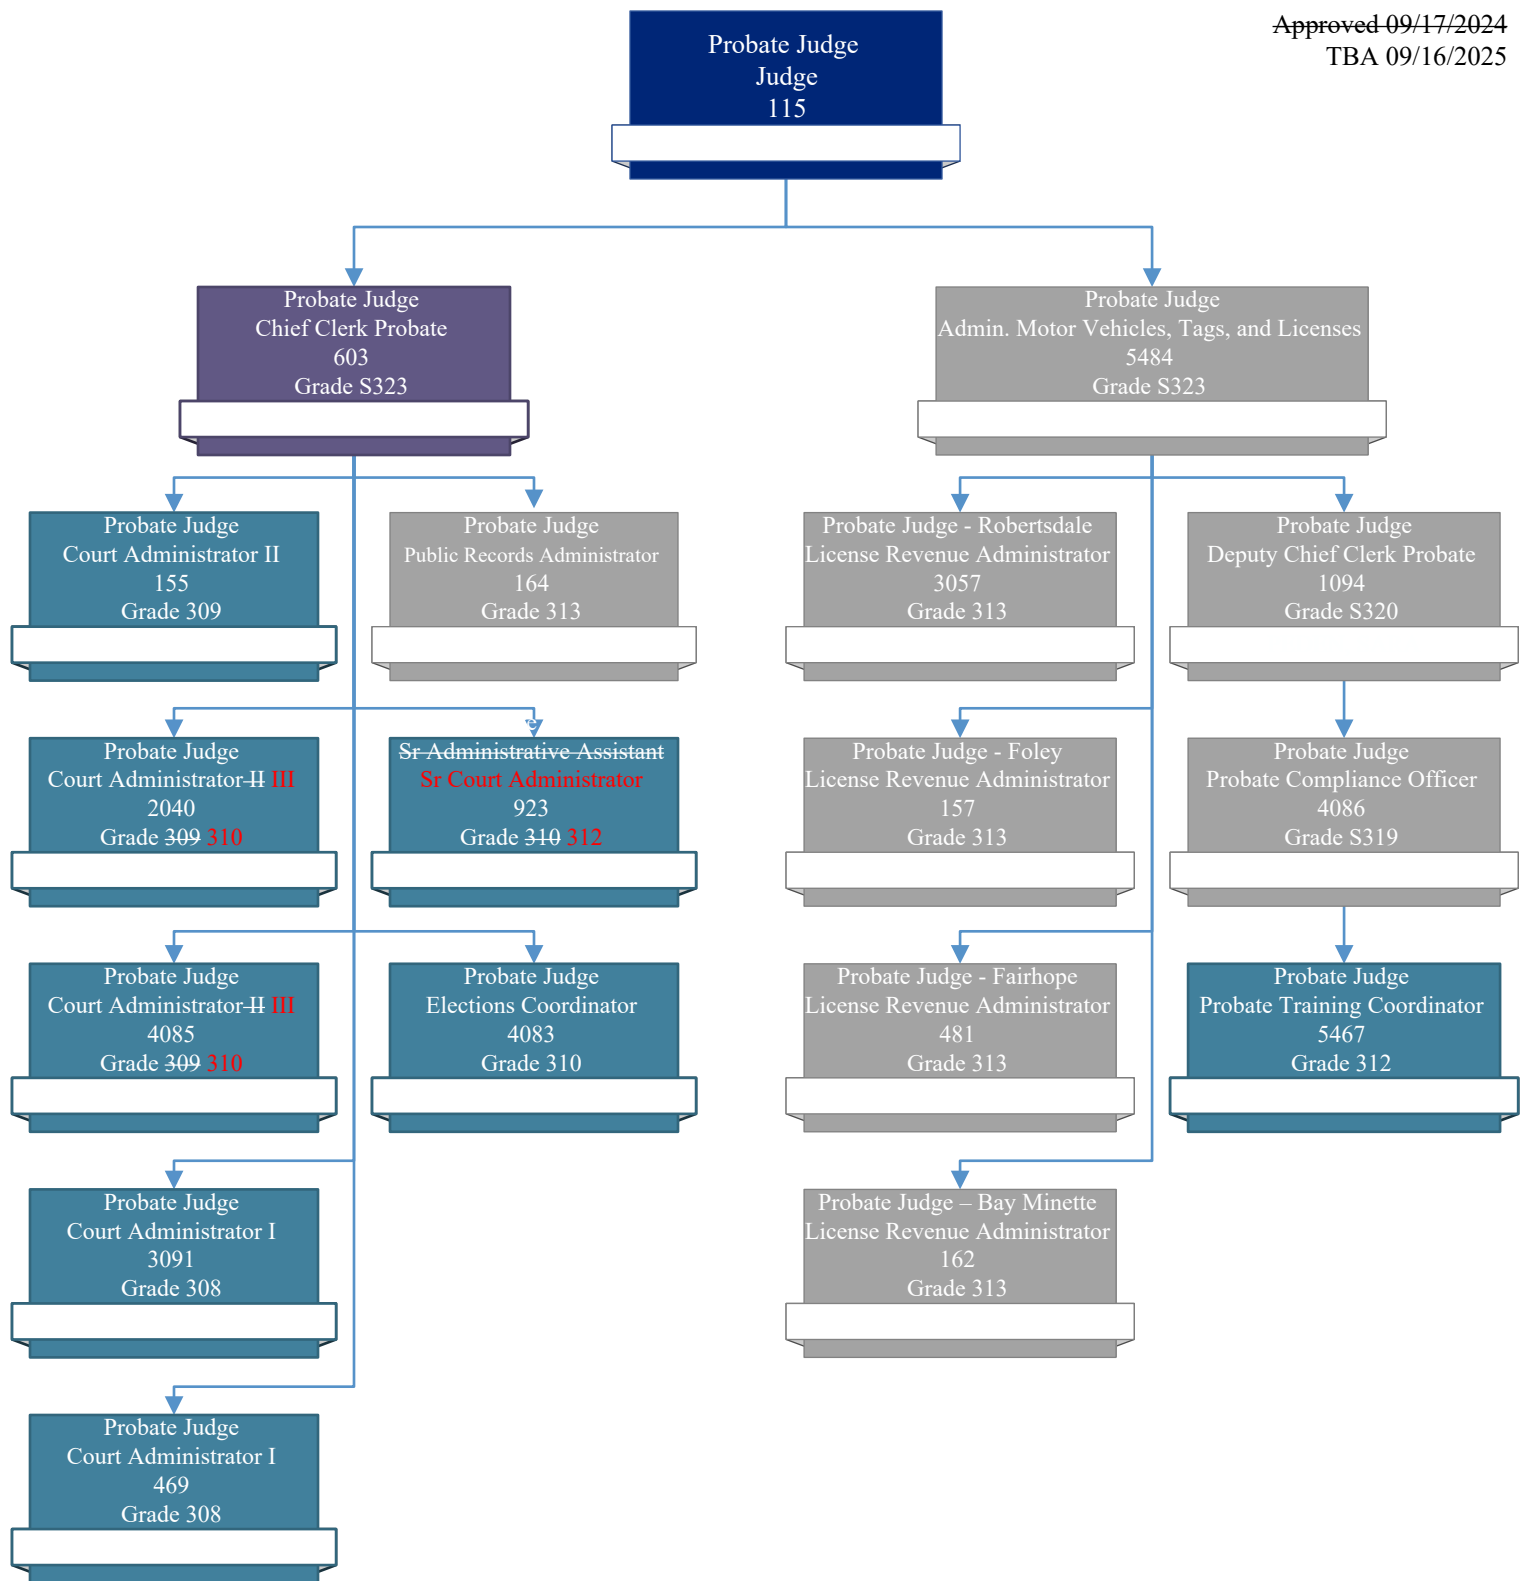 Approved 09/17/2024
TBA 09/16/2025
Probate Judge
Judge
115
Probate Judge
Chief Clerk Probate
603
Grade S323
Probate Judge
Admin. Motor Vehicles, Tags, and Licenses
5484
Grade S323
Probate Judge
Court Administrator II
155
Grade 309
Probate Judge
Public Records Administrator
164
Grade 313
Probate Judge - Robertsdale
License Revenue Administrator
3057
Grade 313
Probate Judge
Deputy Chief Clerk Probate
1094
Grade S320
Probate Judge
Court Administrator II III
2040
Grade 309 310
Sr Administrative Assistant
Sr Court Administrator
923
Grade 310 312
Probate Judge - Foley
License Revenue Administrator
157
Grade 313
Probate Judge
Probate Compliance Officer
4086
Grade S319
Probate Judge
Court Administrator II III
4085
Grade 309 310
Probate Judge
Elections Coordinator
4083
Grade 310
Probate Judge - Fairhope
License Revenue Administrator
481
Grade 313
Probate Judge
Probate Training Coordinator
5467
Grade 312
Probate Judge
Court Administrator I
3091
Grade 308
Probate Judge – Bay Minette
License Revenue Administrator
162
Grade 313
Probate Judge
Court Administrator I
469
Grade 308